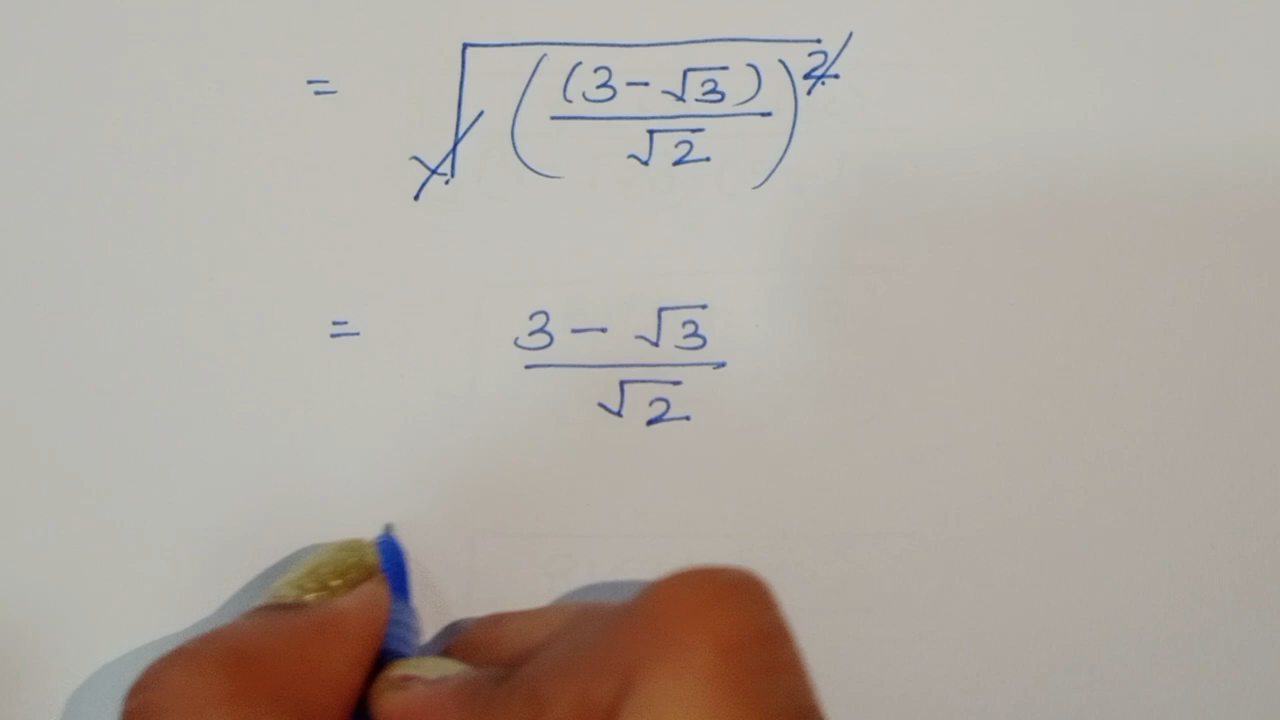 = √((3-√3)/√2)²
= 3-√3/√2